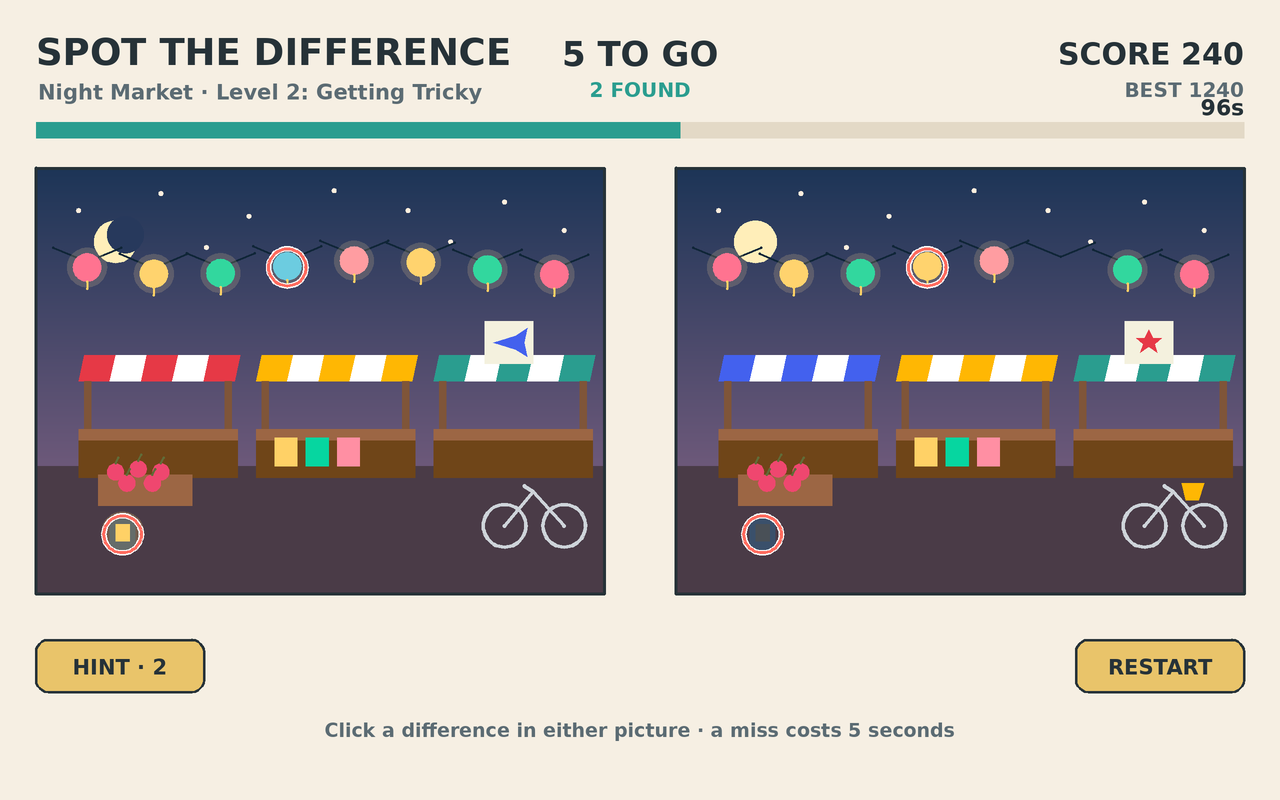 SPOT THE DIFFERENCE
5 TO GO
SCORE 240
Night Market · Level 2: Getting Tricky
2 FOUND
BEST 1240
96s
HINT · 2
RESTART
Click a difference in either picture · a miss costs 5 seconds